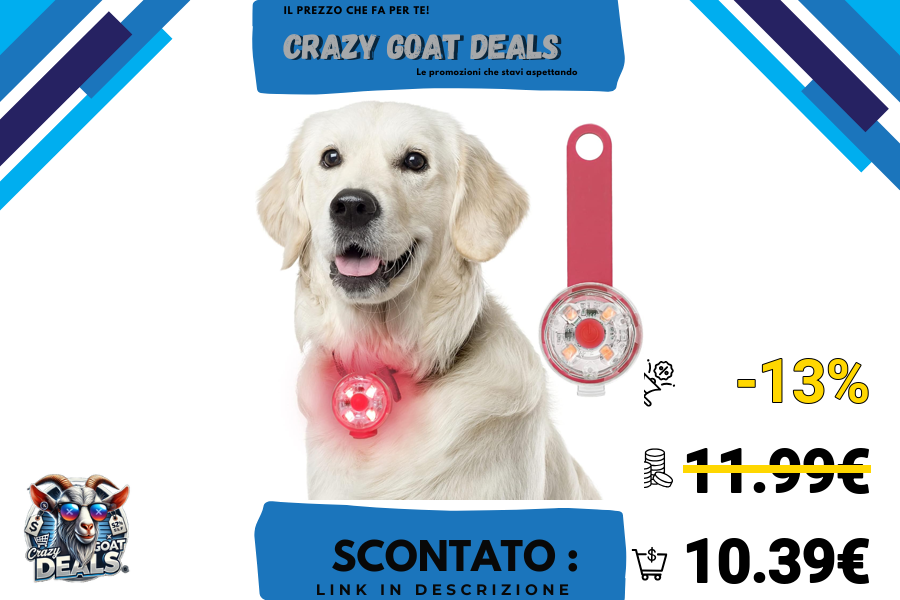 IL PREZZO CHE FA PER TE!
CRAZY GOAT DEALS
Le promozioni che stavi aspettando
-13%
11.99€
10.39€
SCONTATO :
LINK IN DESCRIZIONE
$
Crazy
GOAT
DEALS